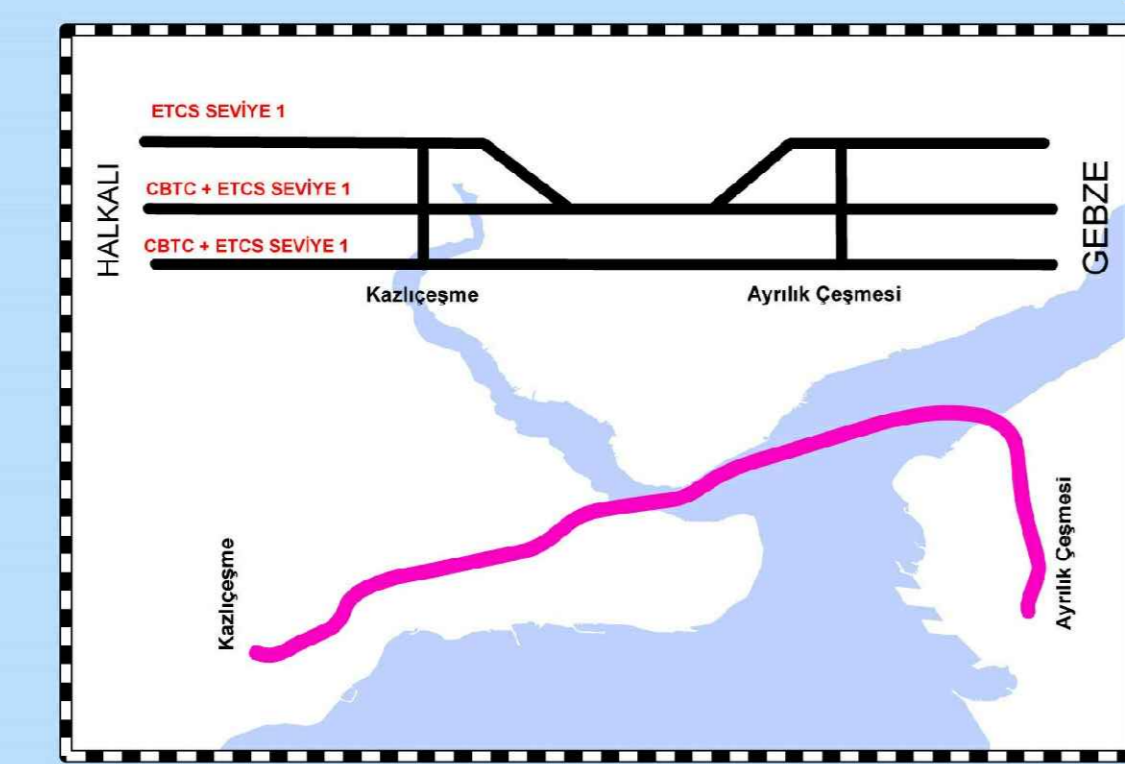 ETCS SEVİYE 1
HALKALI
CBTC + ETCS SEVİYE 1
GEBZE
CBTC + ETCS SEVİYE 1
Kazlıçeşme
Ayrılık Çeşmesi
Kazlıçeşme
Ayrılık Çeşmesi